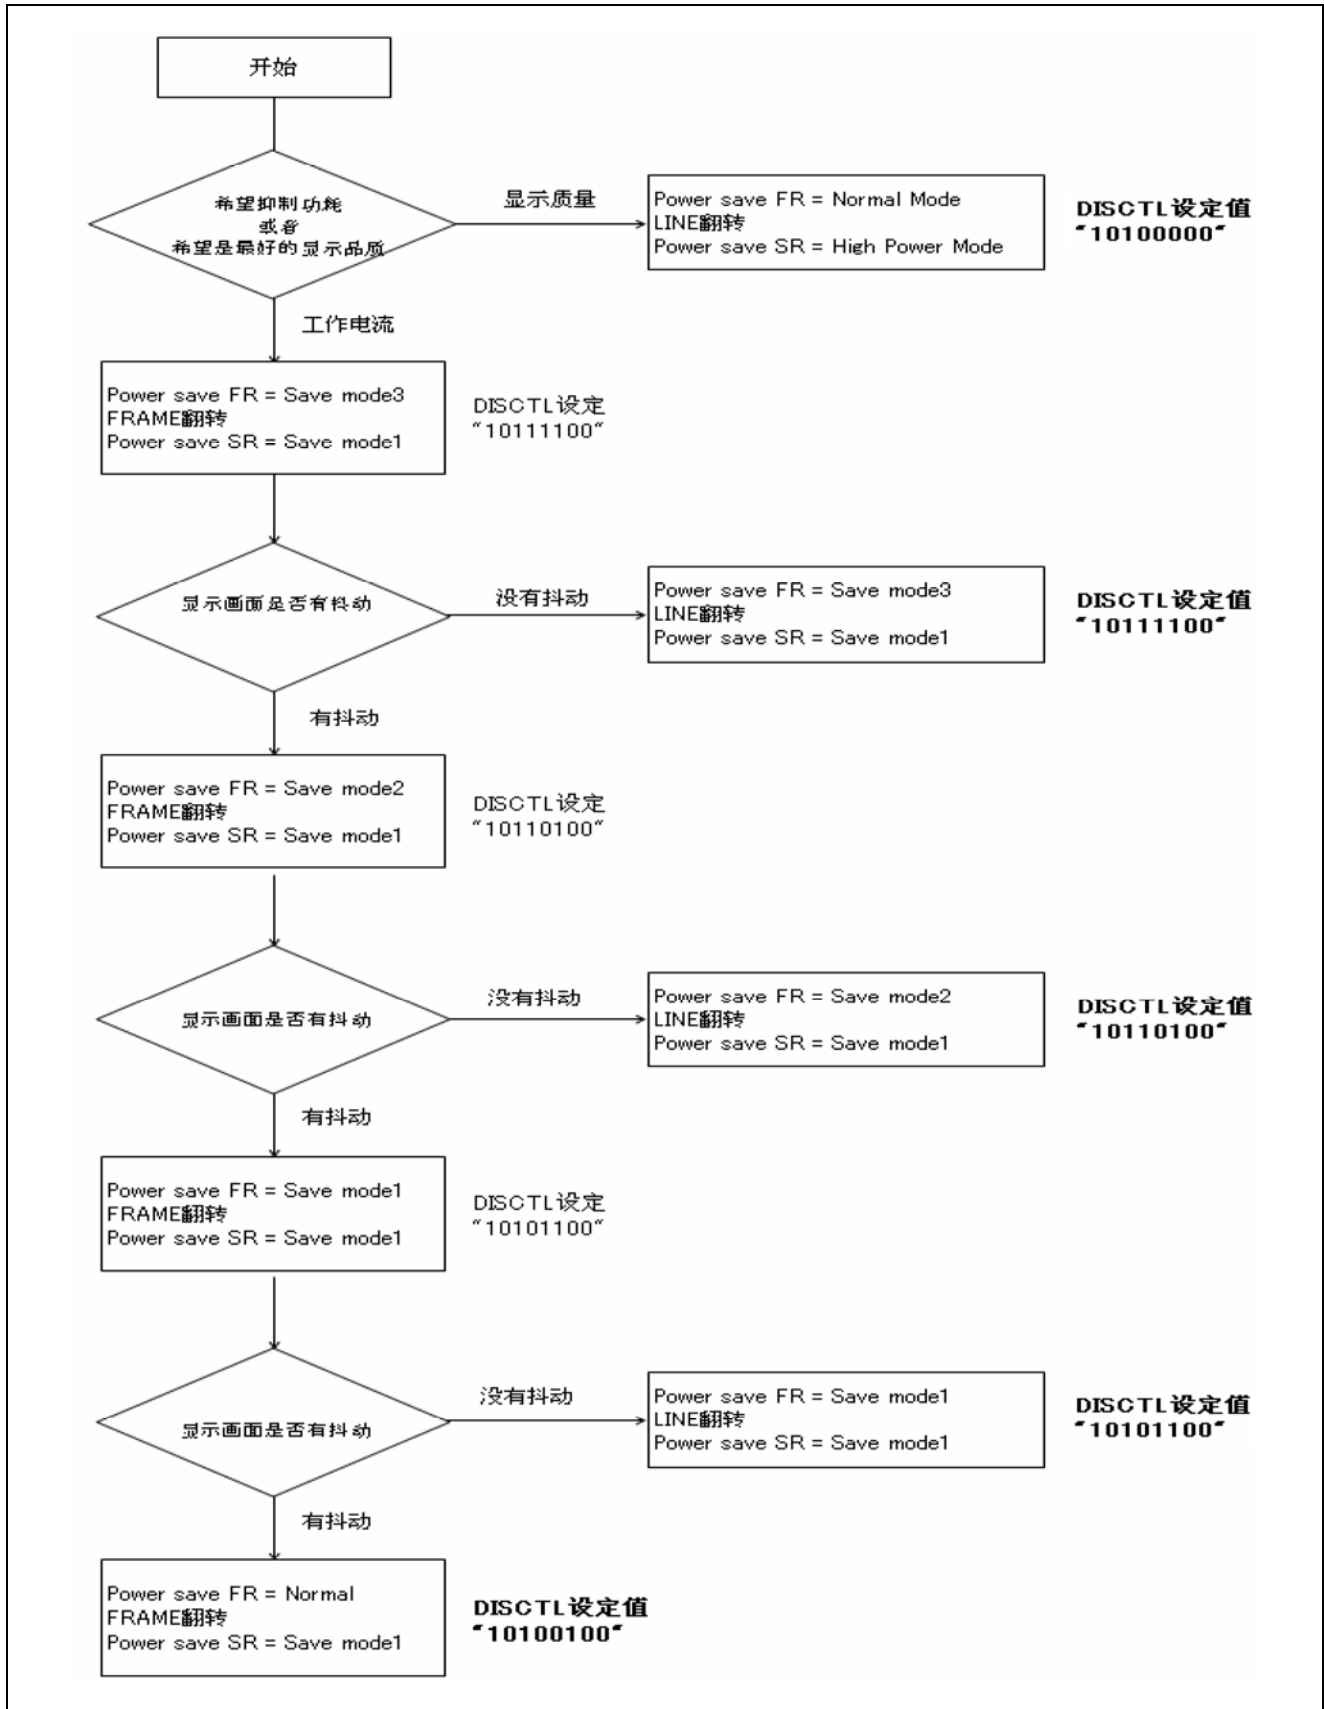 开始
希望抑制功能
或者
希望是最好的显示品质
显示质量
Power save FR = Normal Mode
LINE翻转
Power save SR = High Power Mode
DISCTL设定值
"10100000"
工作电流
Power save FR = Save mode3
FRAME翻转
Power save SR = Save mode1
DISCTL设定
"10111100"
显示画面是否有抖动
没有抖动
Power save FR = Save mode3
LINE翻转
Power save SR = Save mode1
DISCTL设定值
"10111100"
有抖动
Power save FR = Save mode2
FRAME翻转
Power save SR = Save mode1
DISCTL设定
"10110100"
显示画面是否有抖动
没有抖动
Power save FR = Save mode2
LINE翻转
Power save SR = Save mode1
DISCTL设定值
"10110100"
有抖动
Power save FR = Save mode1
FRAME翻转
Power save SR = Save mode1
DISCTL设定
"10101100"
显示画面是否有抖动
没有抖动
Power save FR = Save mode1
LINE翻转
Power save SR = Save mode1
DISCTL设定值
"10101100"
有抖动
Power save FR = Normal
FRAME翻转
Power save SR = Save mode1
DISCTL设定值
"10100100"